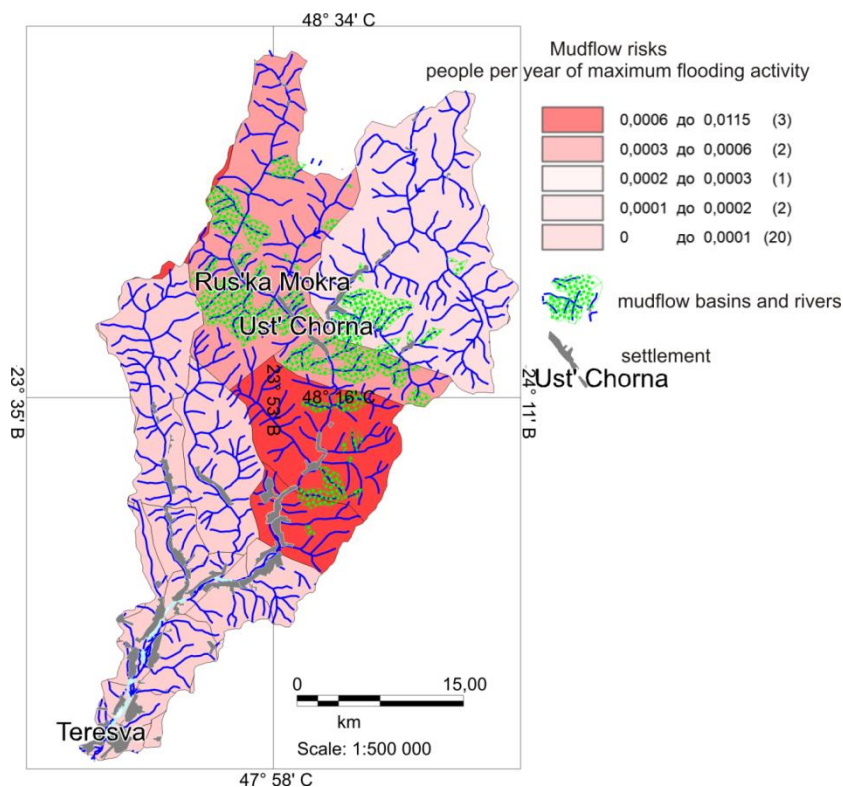 48° 34' C
Mudflow risks
people per year of maximum flooding activity
0,0006 до 0,0115 (3)
0,0003 до 0,0006 (2)
0,0002 до 0,0003 (1)
0,0001 до 0,0002 (2)
0 до 0,0001 (20)
mudflow basins and rivers
settlement
Ust' Chorna
Rus'ka Mokra
Ust' Chorna
23° 35' B
23° 53' B
48° 16' C
24° 11' B
Teresva
0 15,00
km
Scale: 1:500 000
47° 58' C